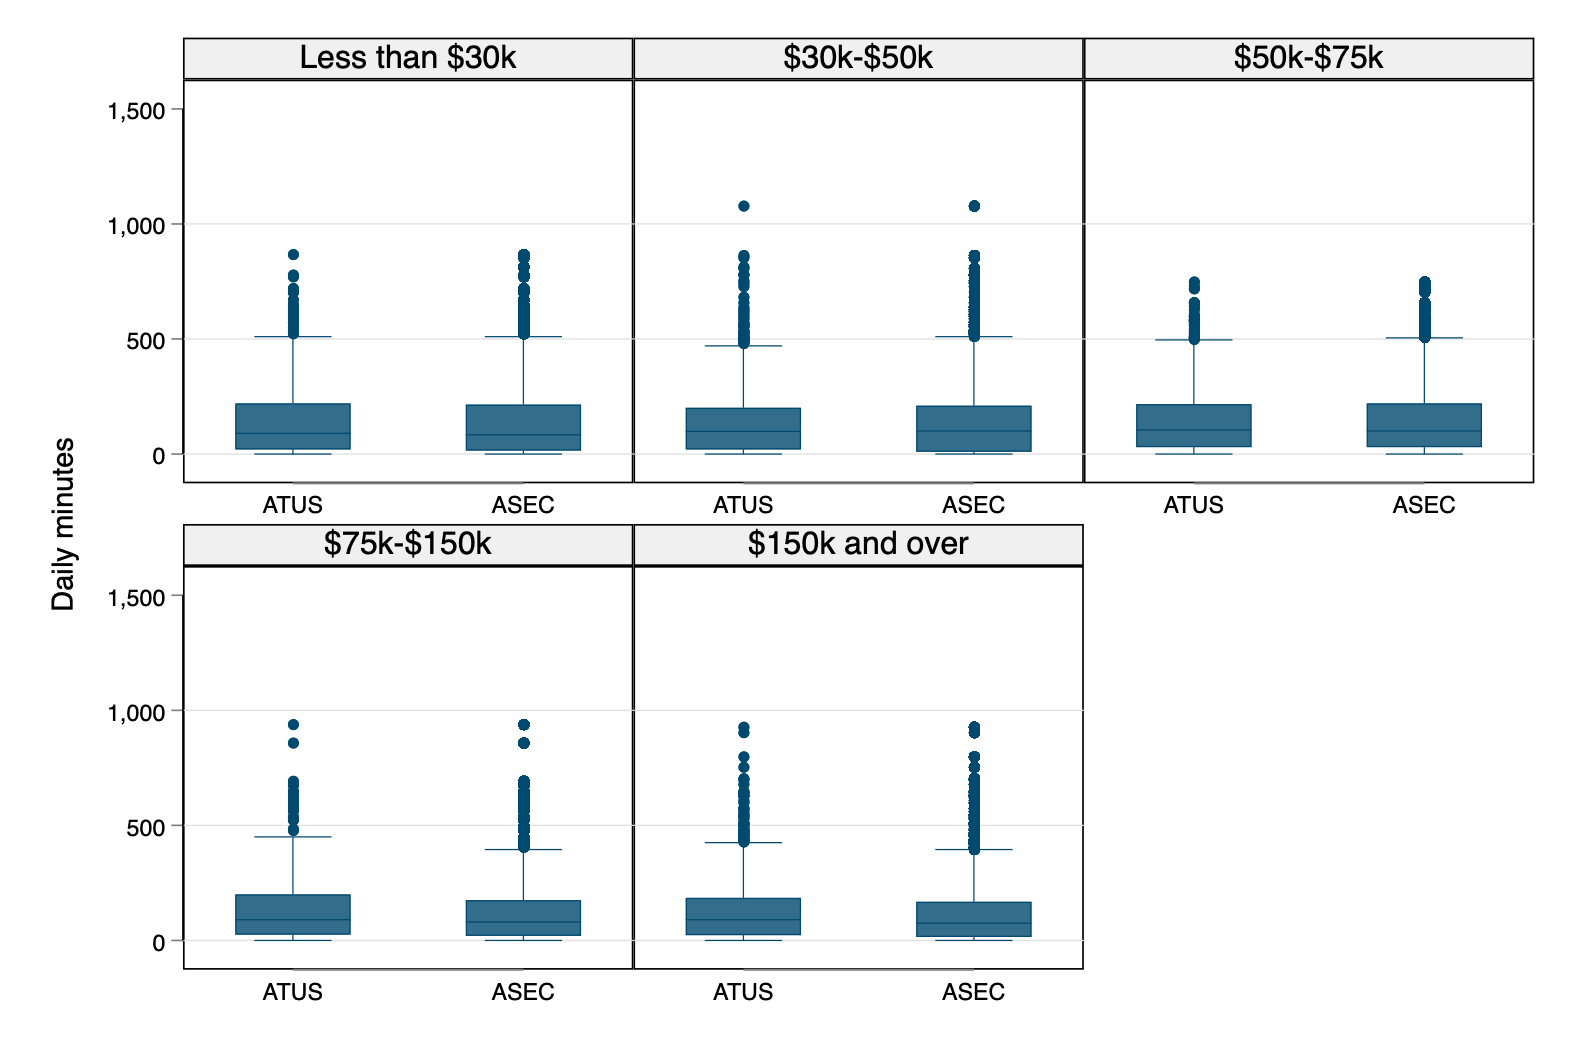 Less than $30k
$30k-$50k
$50k-$75k
1,500
1,000
500
0
ATUS
ASEC
ATUS
ASEC
ATUS
ASEC
Daily minutes
$75k-$150k
$150k and over
1,500
1,000
500
0
ATUS
ASEC
ATUS
ASEC